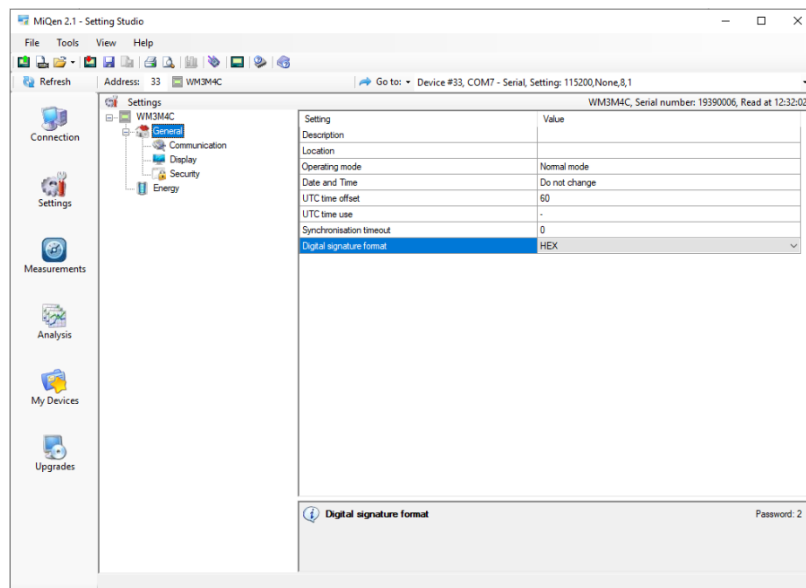 MiQen 2.1 - Setting Studio
File Tools View Help
Refresh Address: 33 WM3M4C Go to: Device #33, COM7 - Serial, Setting: 115200,None,8,1
Settings WM3M4C, Serial number: 19390006, Read at 12:32:02
WM3M4C
General
Communication
Display
Security
Energy
Connection
Settings
Measurements
Analysis
My Devices
Upgrades
Setting Value
Description
Location
Operating mode Normal mode
Date and Time Do not change
UTC time offset 60
UTC time use -
Synchronisation timeout 0
Digital signature format HEX
Digital signature format Password: 2